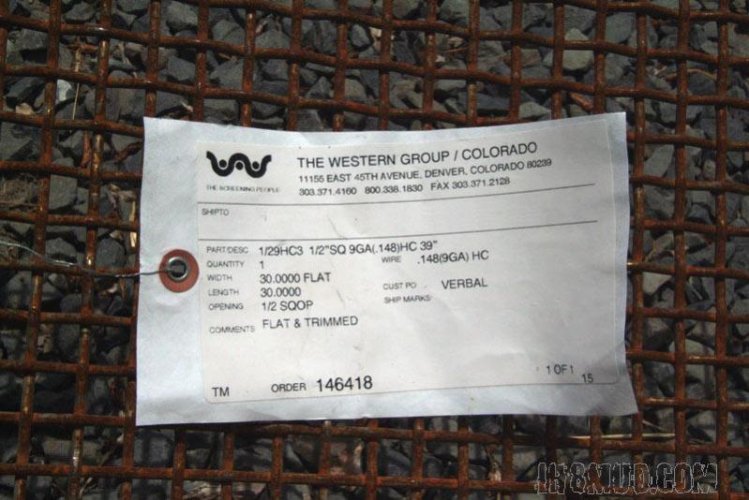 THE WESTERN GROUP / COLORADO
11155 EAST 45TH AVENUE, DENVER, COLORADO 80239
303.371.4160 800.338.1830 FAX 303.371.2128
THE SCREENING PEOPLE
SHIPTO
PART/DESC 1/29HC3 1/2"SQ 9GA(.148)HC 39"
QUANTITY 1 WIRE .148(9GA) HC
WIDTH 30.0000 FLAT
LENGTH 30.0000 CUST PO VERBAL
OPENING 1/2 SQOP SHIP MARKS:
COMMENTS FLAT & TRIMMED
1 OF 1 15
TM ORDER 146418
IH8MUD.COM